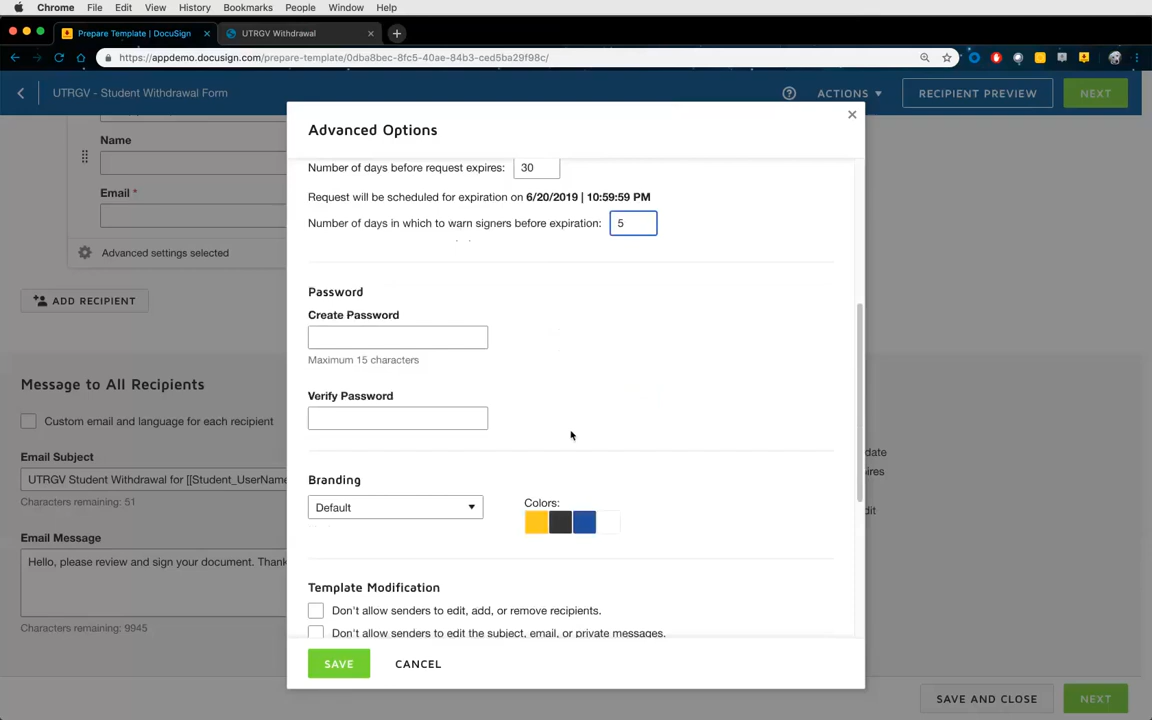 Chrome File Edit View History Bookmarks People Window Help
Prepare Template | DocuSign × UTRGV Withdrawal × +
https://appdemo.docusign.com/prepare-template/0dba8bec-8fc5-40ae-84b3-ced5ba29f98c/
UTRGV - Student Withdrawal Form ACTIONS RECIPIENT PREVIEW NEXT
Advanced Options
Name
Email *
Advanced settings selected
ADD RECIPIENT
Message to All Recipients
Custom email and language for each recipient
Email Subject
UTRGV Student Withdrawal for [[Student_UserName
Characters remaining: 51
Email Message
Hello, please review and sign your document. Thank
Characters remaining: 9945
Number of days before request expires: 30
Request will be scheduled for expiration on 6/20/2019 | 10:59:59 PM
Number of days in which to warn signers before expiration: 5
Password
Create Password
Maximum 15 characters
Verify Password
Branding
Default
Colors:
Template Modification
Don't allow senders to edit, add, or remove recipients.
Don't allow senders to edit the subject, email, or private messages.
SAVE CANCEL
SAVE AND CLOSE NEXT